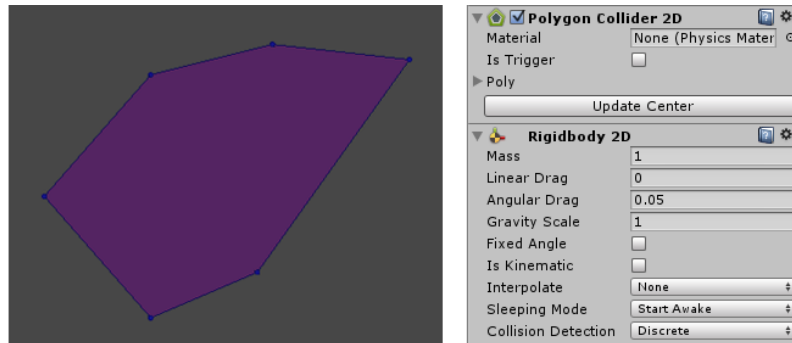 Polygon Collider 2D
Material None (Physics Mater
Is Trigger
Poly
Update Center
Rigidbody 2D
Mass 1
Linear Drag 0
Angular Drag 0.05
Gravity Scale 1
Fixed Angle
Is Kinematic
Interpolate None
Sleeping Mode Start Awake
Collision Detection Discrete